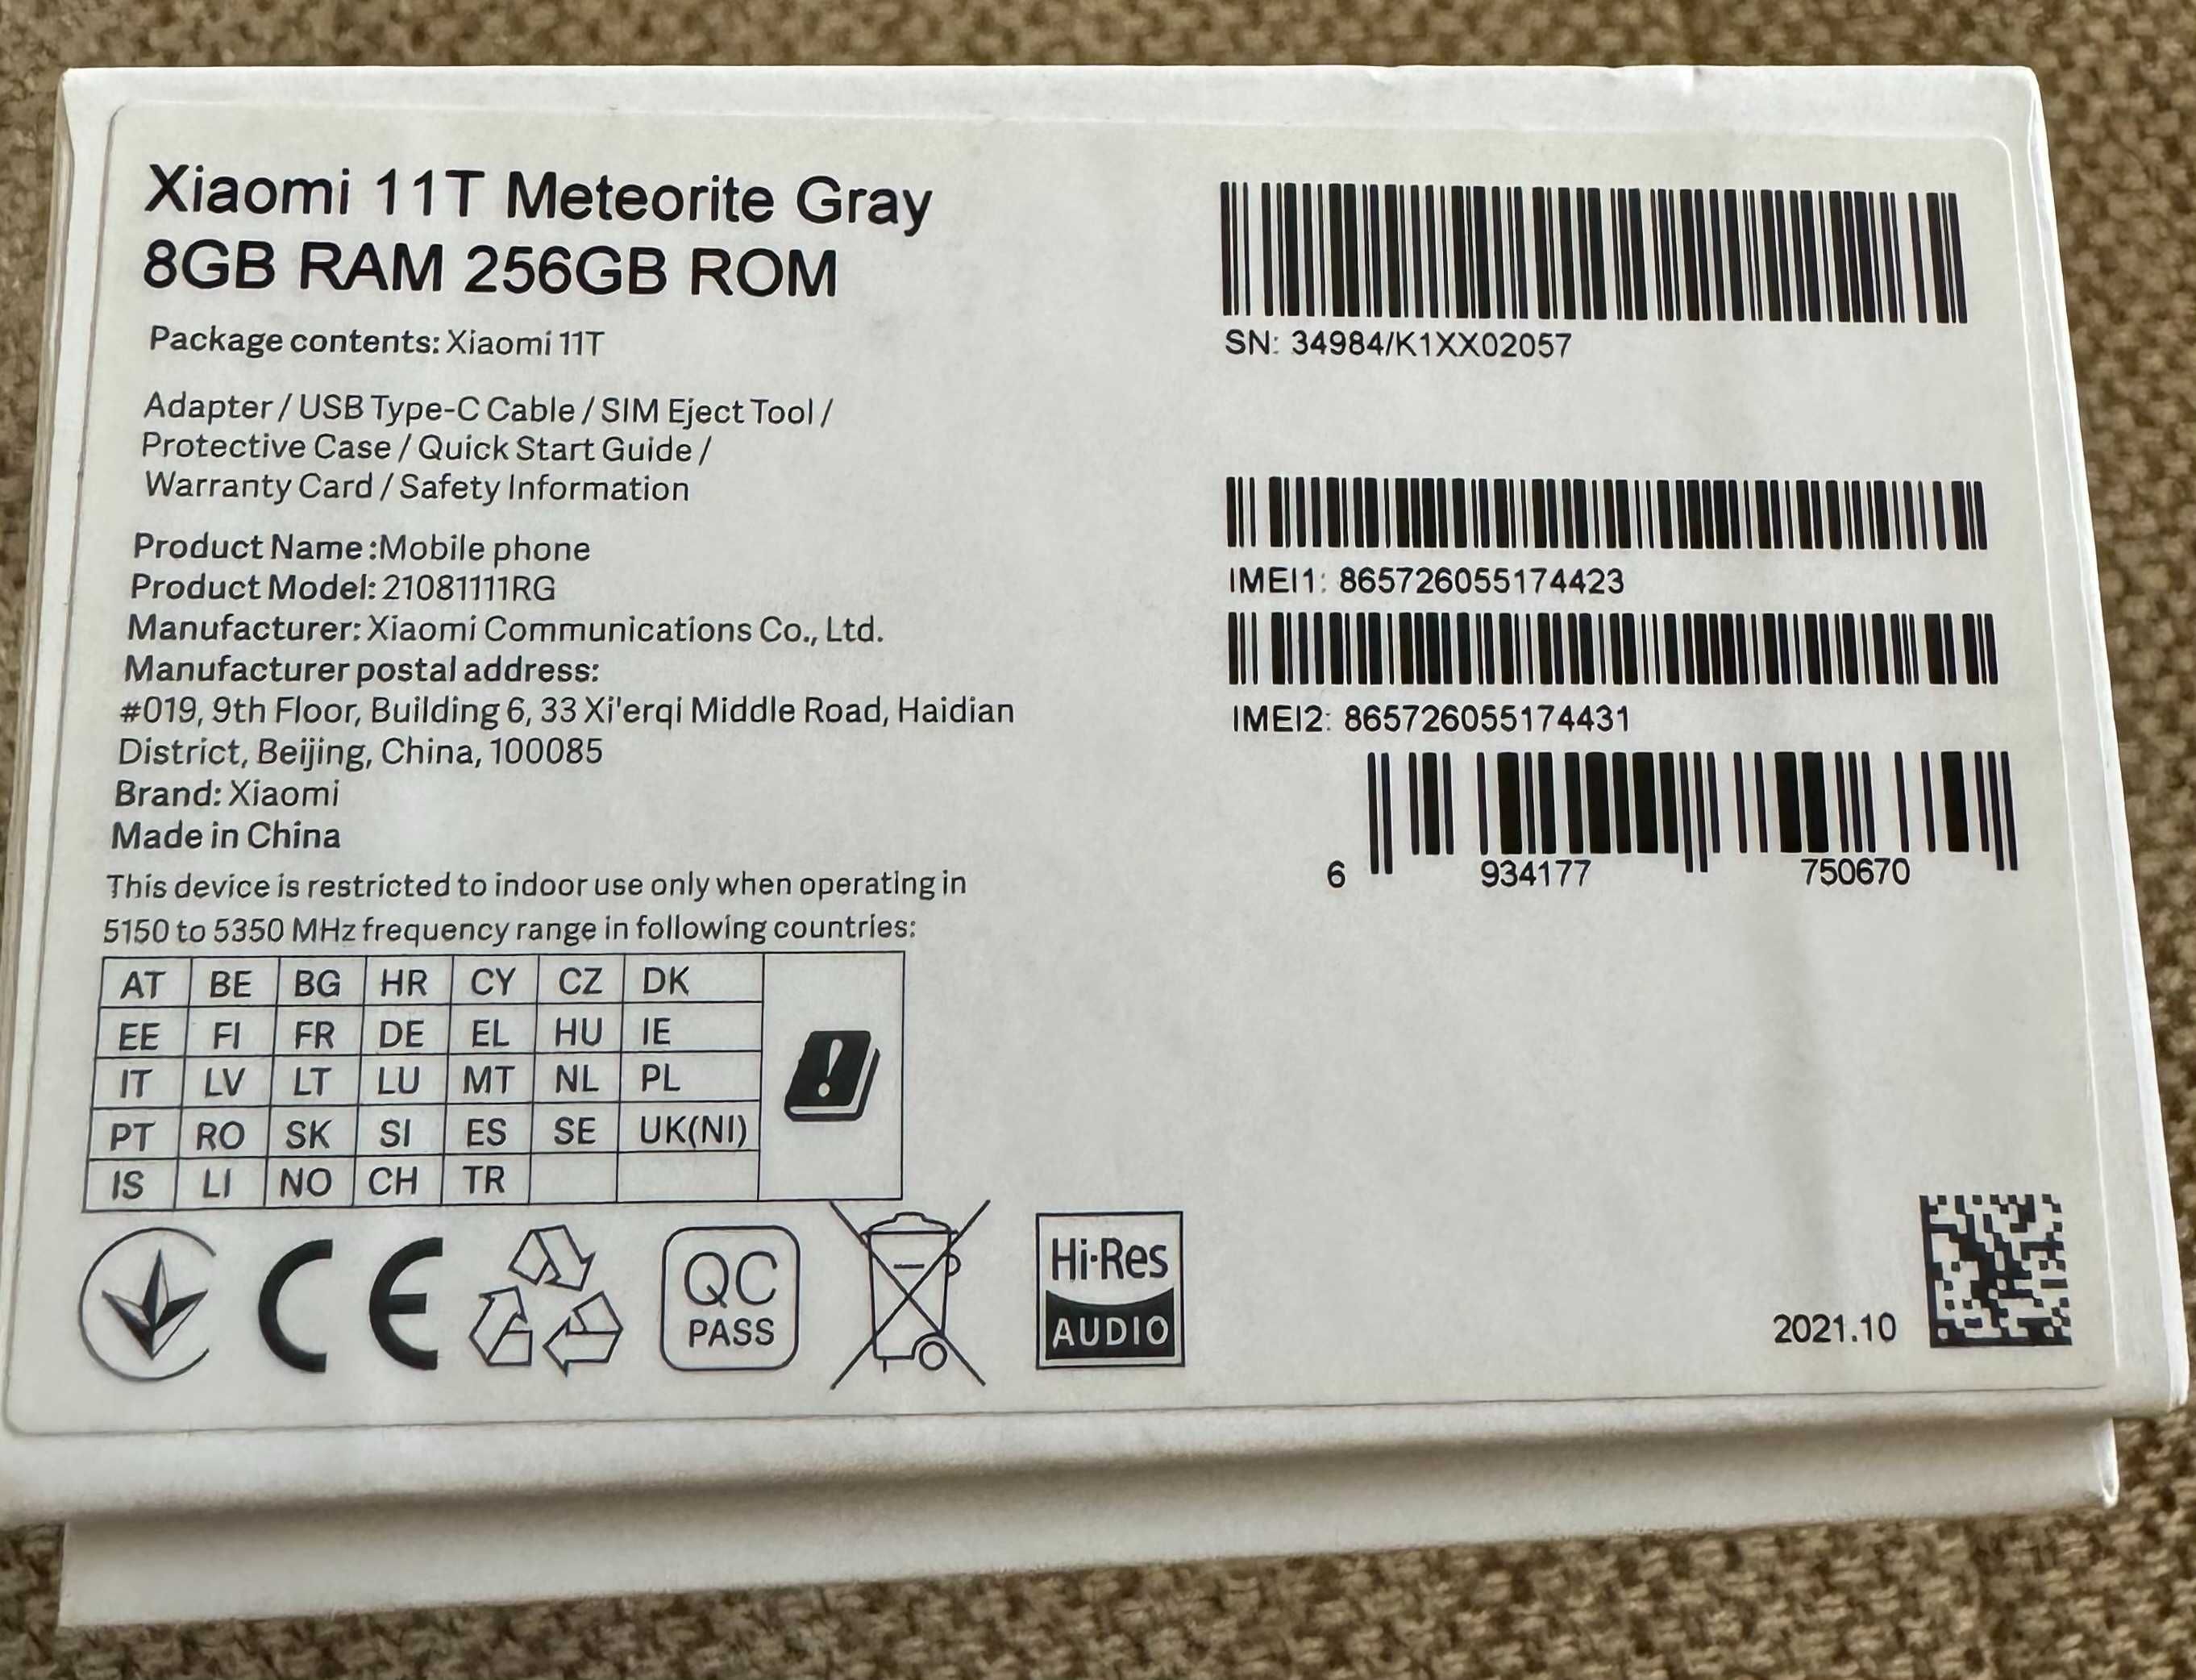 Xiaomi 11T Meteorite Gray
8GB RAM 256GB ROM
Package contents: Xiaomi 11T
Adapter / USB Type-C Cable / SIM Eject Tool /
Protective Case / Quick Start Guide /
Warranty Card / Safety Information
Product Name :Mobile phone
Product Model: 21081111RG
Manufacturer: Xiaomi Communications Co., Ltd.
Manufacturer postal address:
#019, 9th Floor, Building 6, 33 Xi'erqi Middle Road, Haidian
District, Beijing, China, 100085
Brand: Xiaomi
Made in China
This device is restricted to indoor use only when operating in
5150 to 5350 MHz frequency range in following countries:
AT BE BG HR CY CZ DK
EE FI FR DE EL HU IE
IT LV LT LU MT NL PL
PT RO SK SI ES SE UK(NI)
IS LI NO CH TR
!
CE
QC
PASS
Hi-Res
AUDIO
SN: 34984/K1XX02057
IMEI1: 865726055174423
IMEI2: 865726055174431
6 934177 750670
2021.10